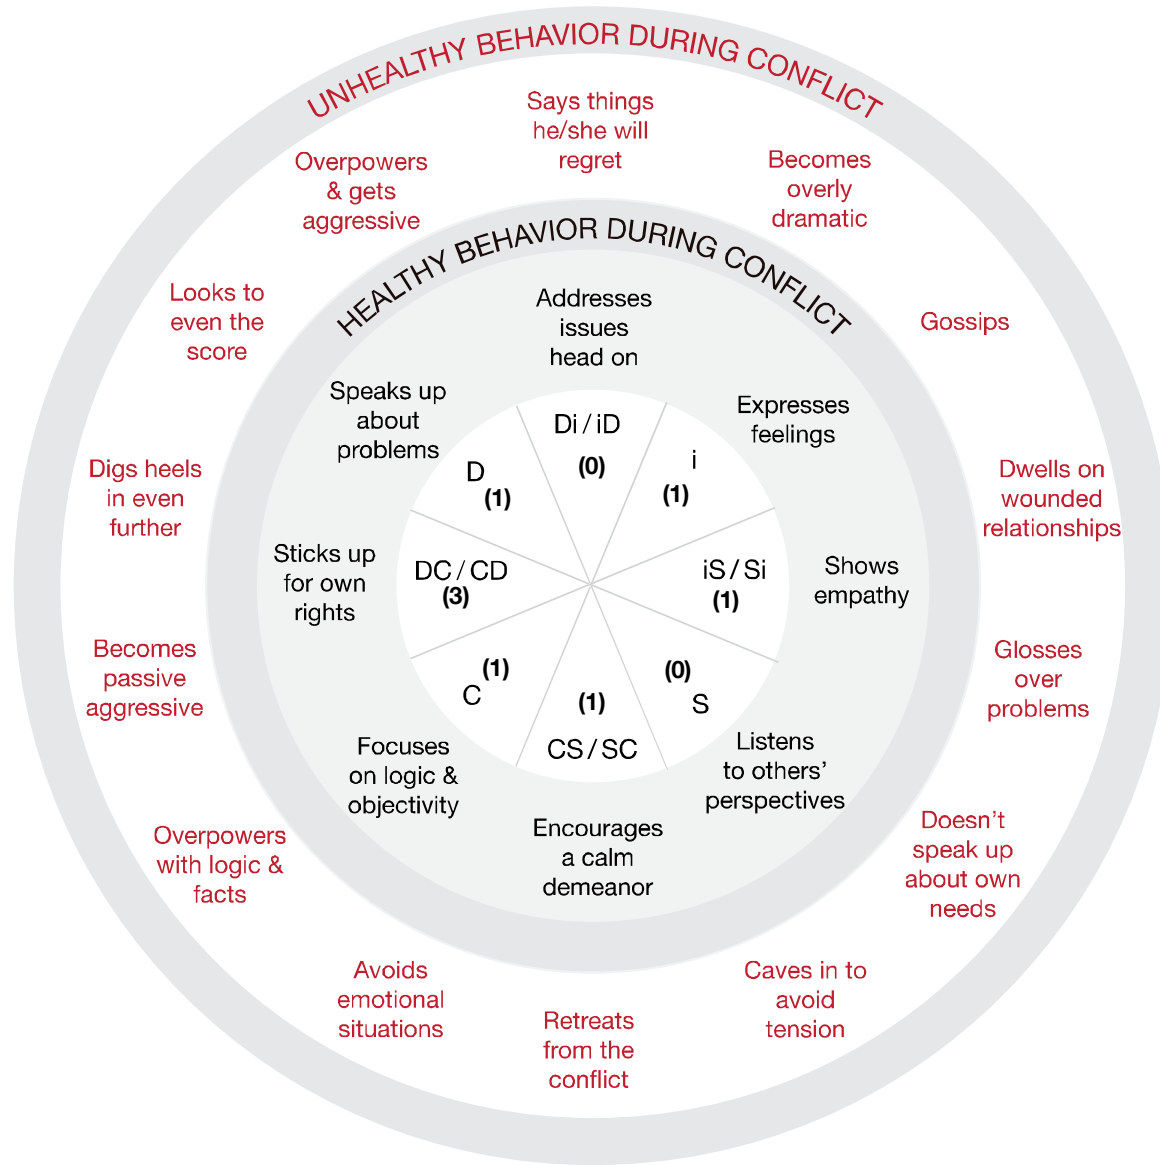 UNHEALTHY BEHAVIOR DURING CONFLICT
Says things
he/she will
regret
Becomes
overly
dramatic
Gossips
Dwells on
wounded
relationships
Glosses
over
problems
Doesn’t
speak up
about own
needs
Caves in to
avoid
tension
Retreats
from the
conflict
Avoids
emotional
situations
Overpowers
with logic &
facts
Becomes
passive
aggressive
Digs heels
in even
further
Looks to
even the
score
Overpowers
& gets
aggressive
HEALTHY BEHAVIOR DURING CONFLICT
Addresses
issues
head on
Expresses
feelings
Shows
empathy
Listens
to others’
perspectives
Encourages
a calm
demeanor
Focuses
on logic &
objectivity
Sticks up
for own
rights
Speaks up
about
problems
Di / iD
(0)
i
(1)
iS / Si
(1)
(0)
S
(1)
CS / SC
(1)
C
DC / CD
(3)
D
(1)